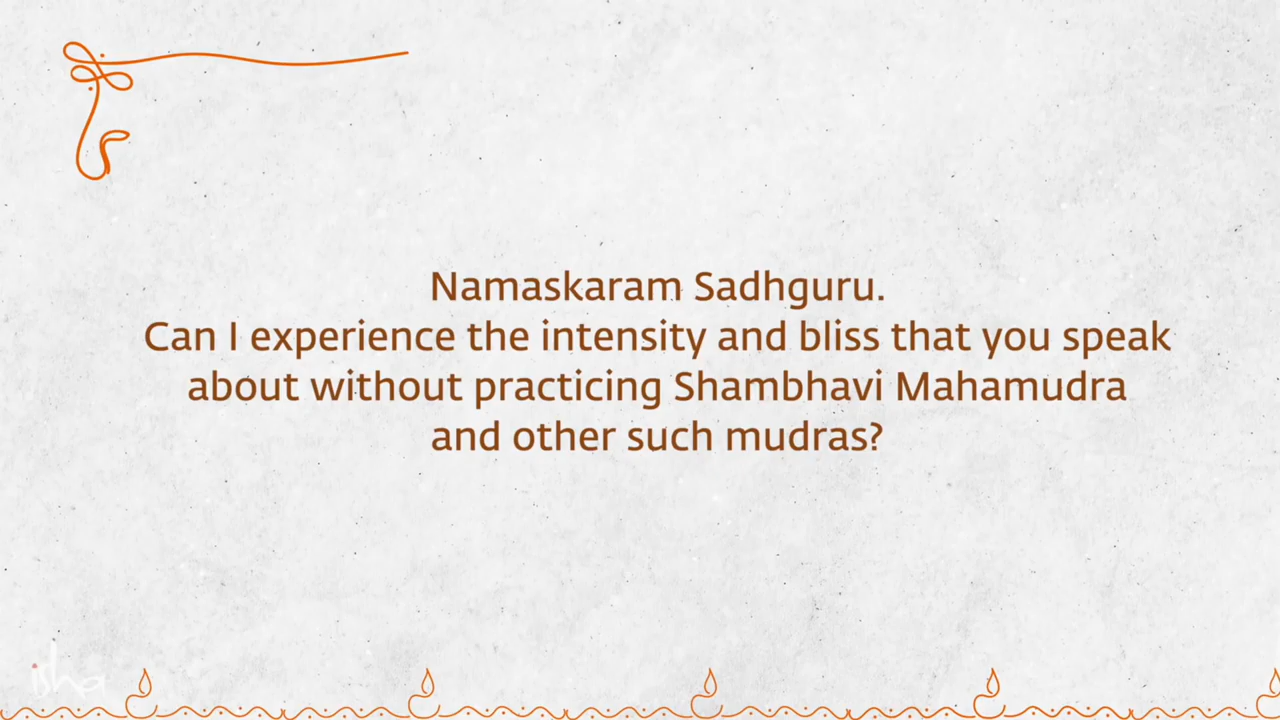 Namaskaram Sadhguru.
Can I experience the intensity and bliss that you speak
about without practicing Shambhavi Mahamudra
and other such mudras?
isha